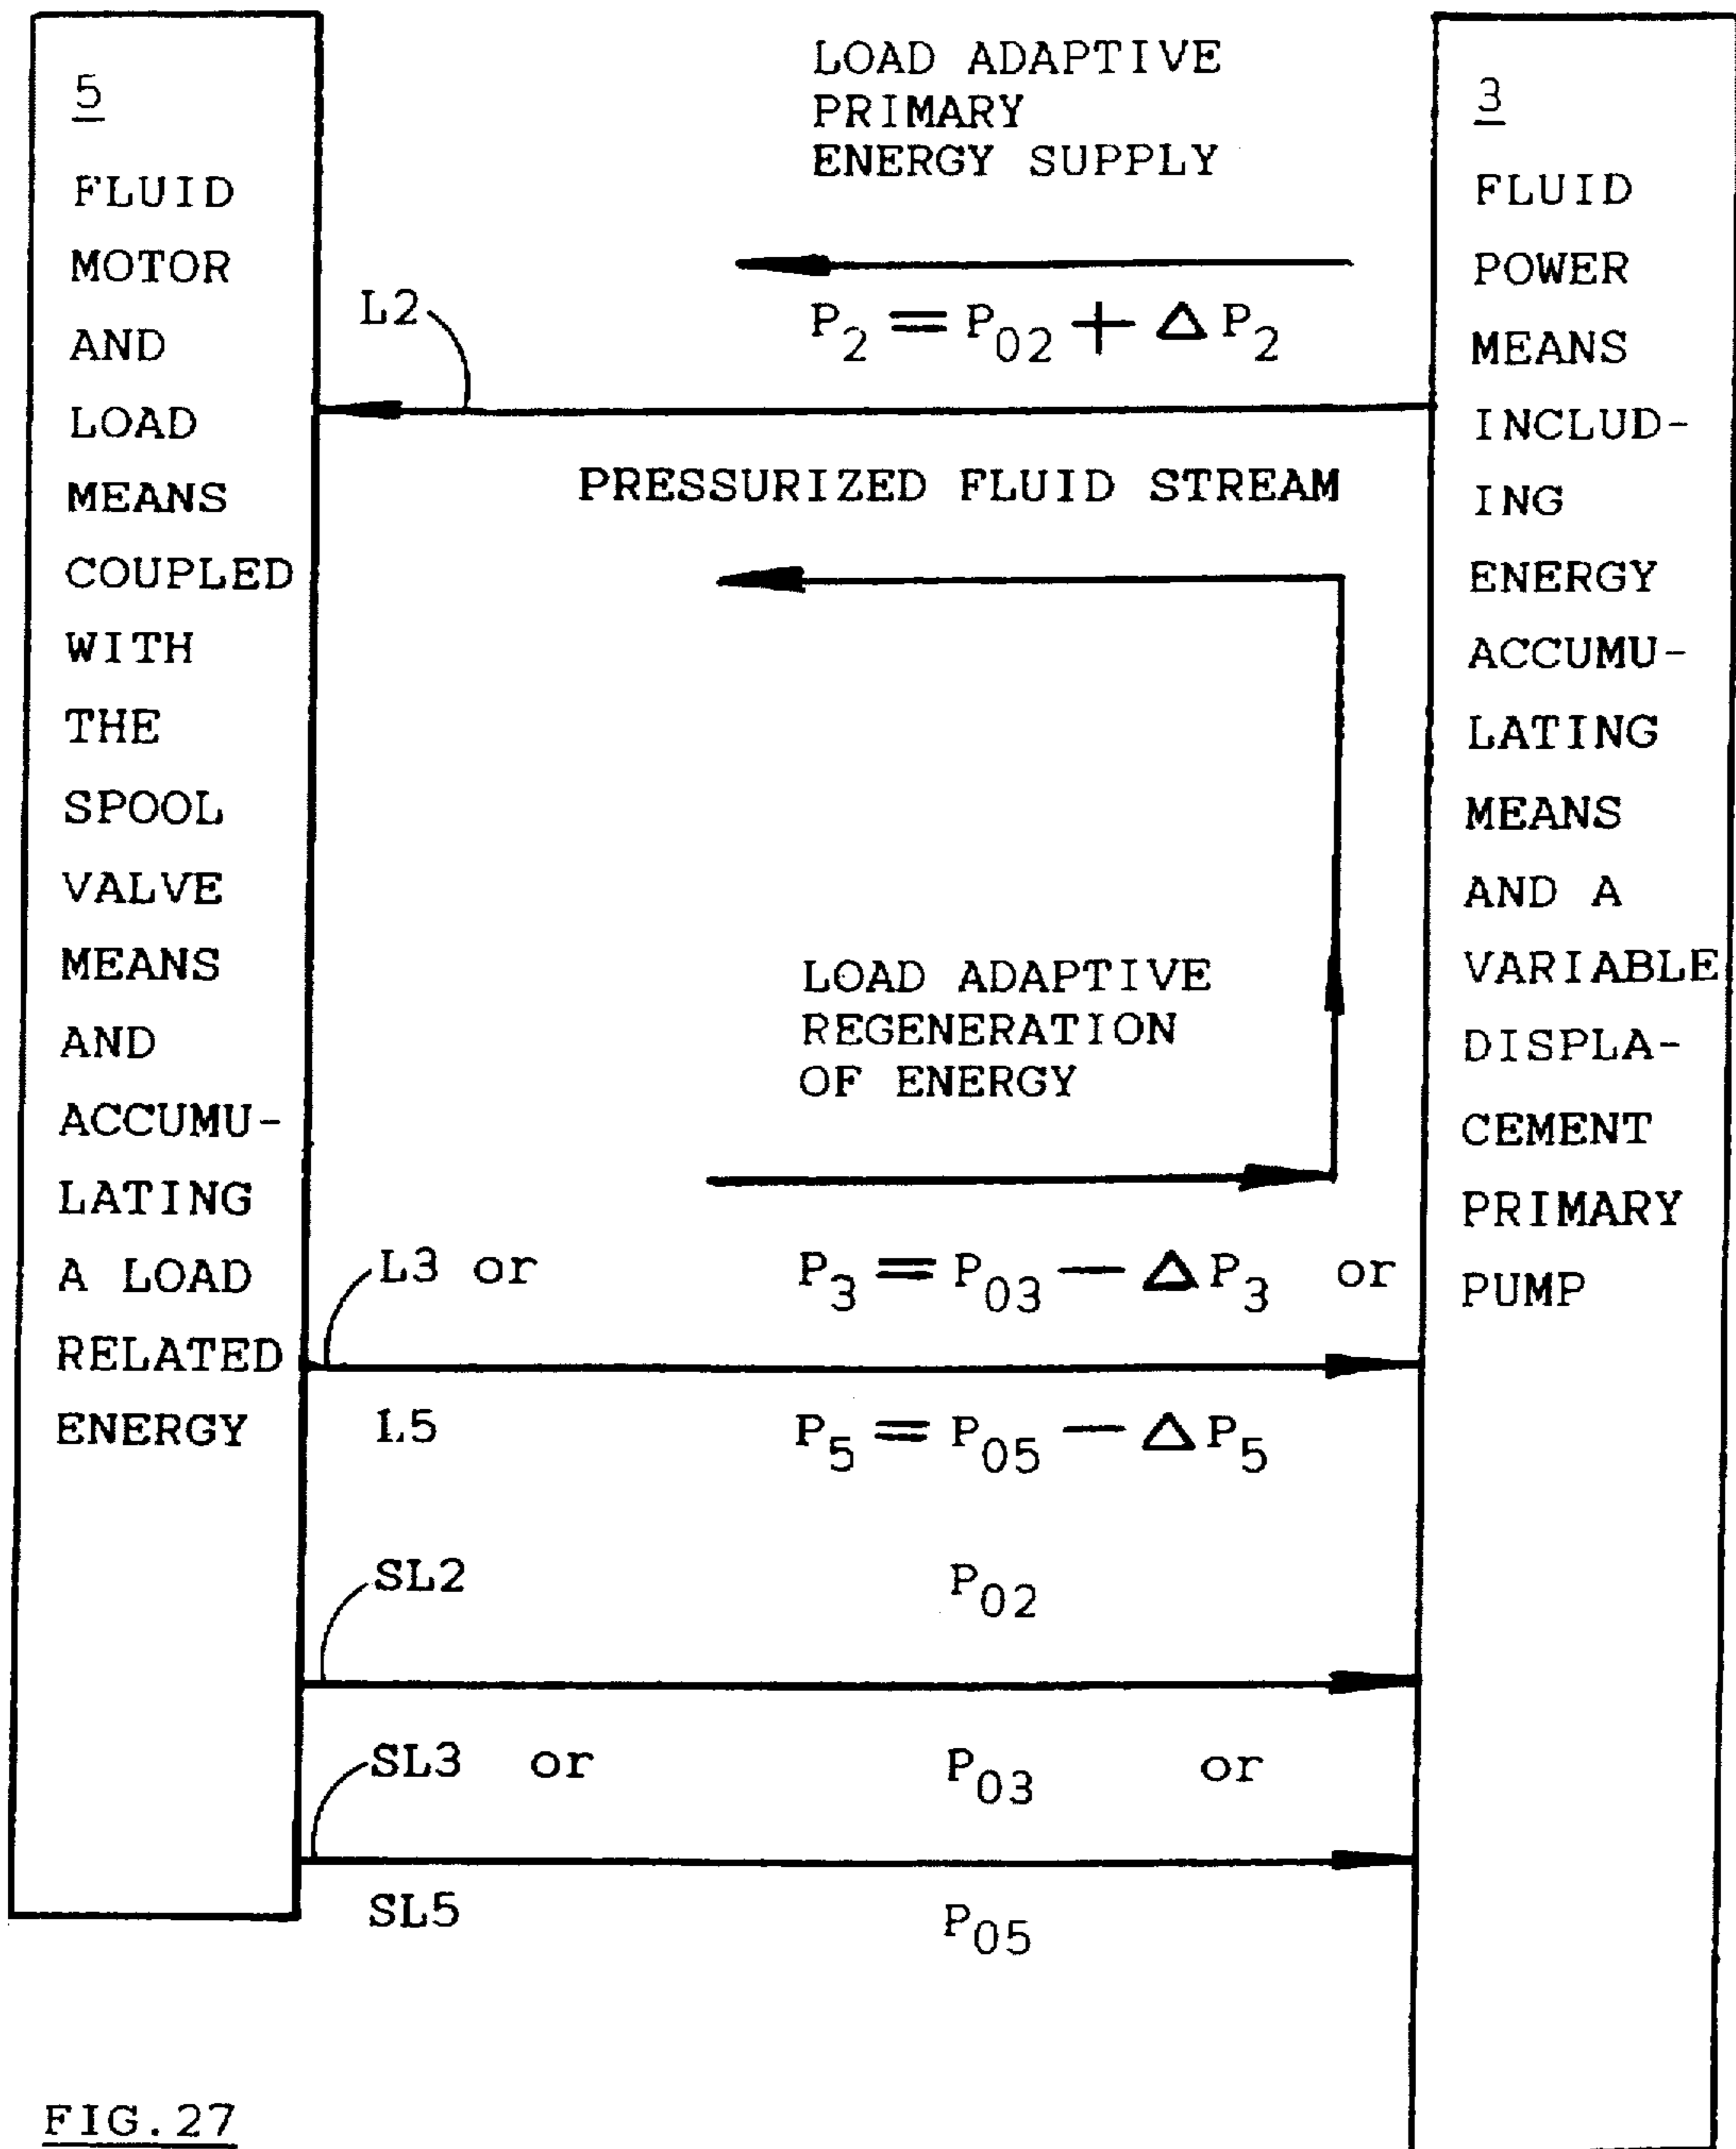 5
FLUID
MOTOR
AND
LOAD
MEANS
COUPLED
WITH
THE
SPOOL
VALVE
MEANS
AND
ACCUMU-
LATING
A LOAD
RELATED
ENERGY
LOAD ADAPTIVE
PRIMARY
ENERGY SUPPLY
L2
P2 = P02 + Δ P2
PRESSURIZED FLUID STREAM
LOAD ADAPTIVE
REGENERATION
OF ENERGY
L3 or
P3 = P03 — Δ P3 or
L5
P5 = P05 — Δ P5
SL2
P02
SL3 or
P03 or
SL5
P05
3
FLUID
POWER
MEANS
INCLUD-
ING
ENERGY
ACCUMU-
LATING
MEANS
AND A
VARIABLE
DISPLA-
CEMENT
PRIMARY
PUMP
FIG.27